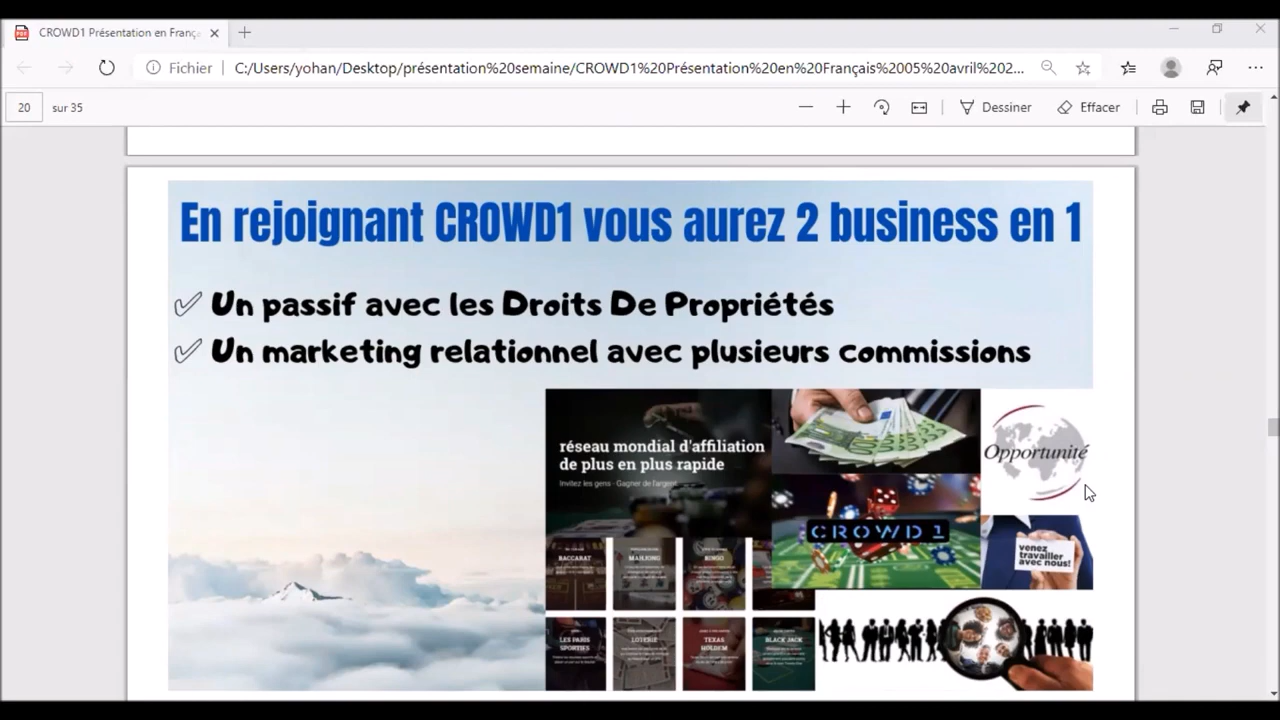 CROWD1 Présentation en França
Fichier
C:/Users/yohan/Desktop/présentation%20semaine/CROWD1%20Présentation%20en%20Français%2005%20avril%202...
20 sur 35
Dessiner
Effacer
En rejoignant CROWD1 vous aurez 2 business en 1
Un passif avec les Droits De Propriétés
Un marketing relationnel avec plusieurs commissions
réseau mondial d'affiliation
de plus en plus rapide
Invitez les gens - Gagner de l'argent
Opportunité
CROWD1
venez
travailler
avec nous!
BACCARAT
MAHJONG
BINGO
LES PARIS
SPORTIFS
LOTERIE
TEXAS
HOLDEM
BLACK JACK